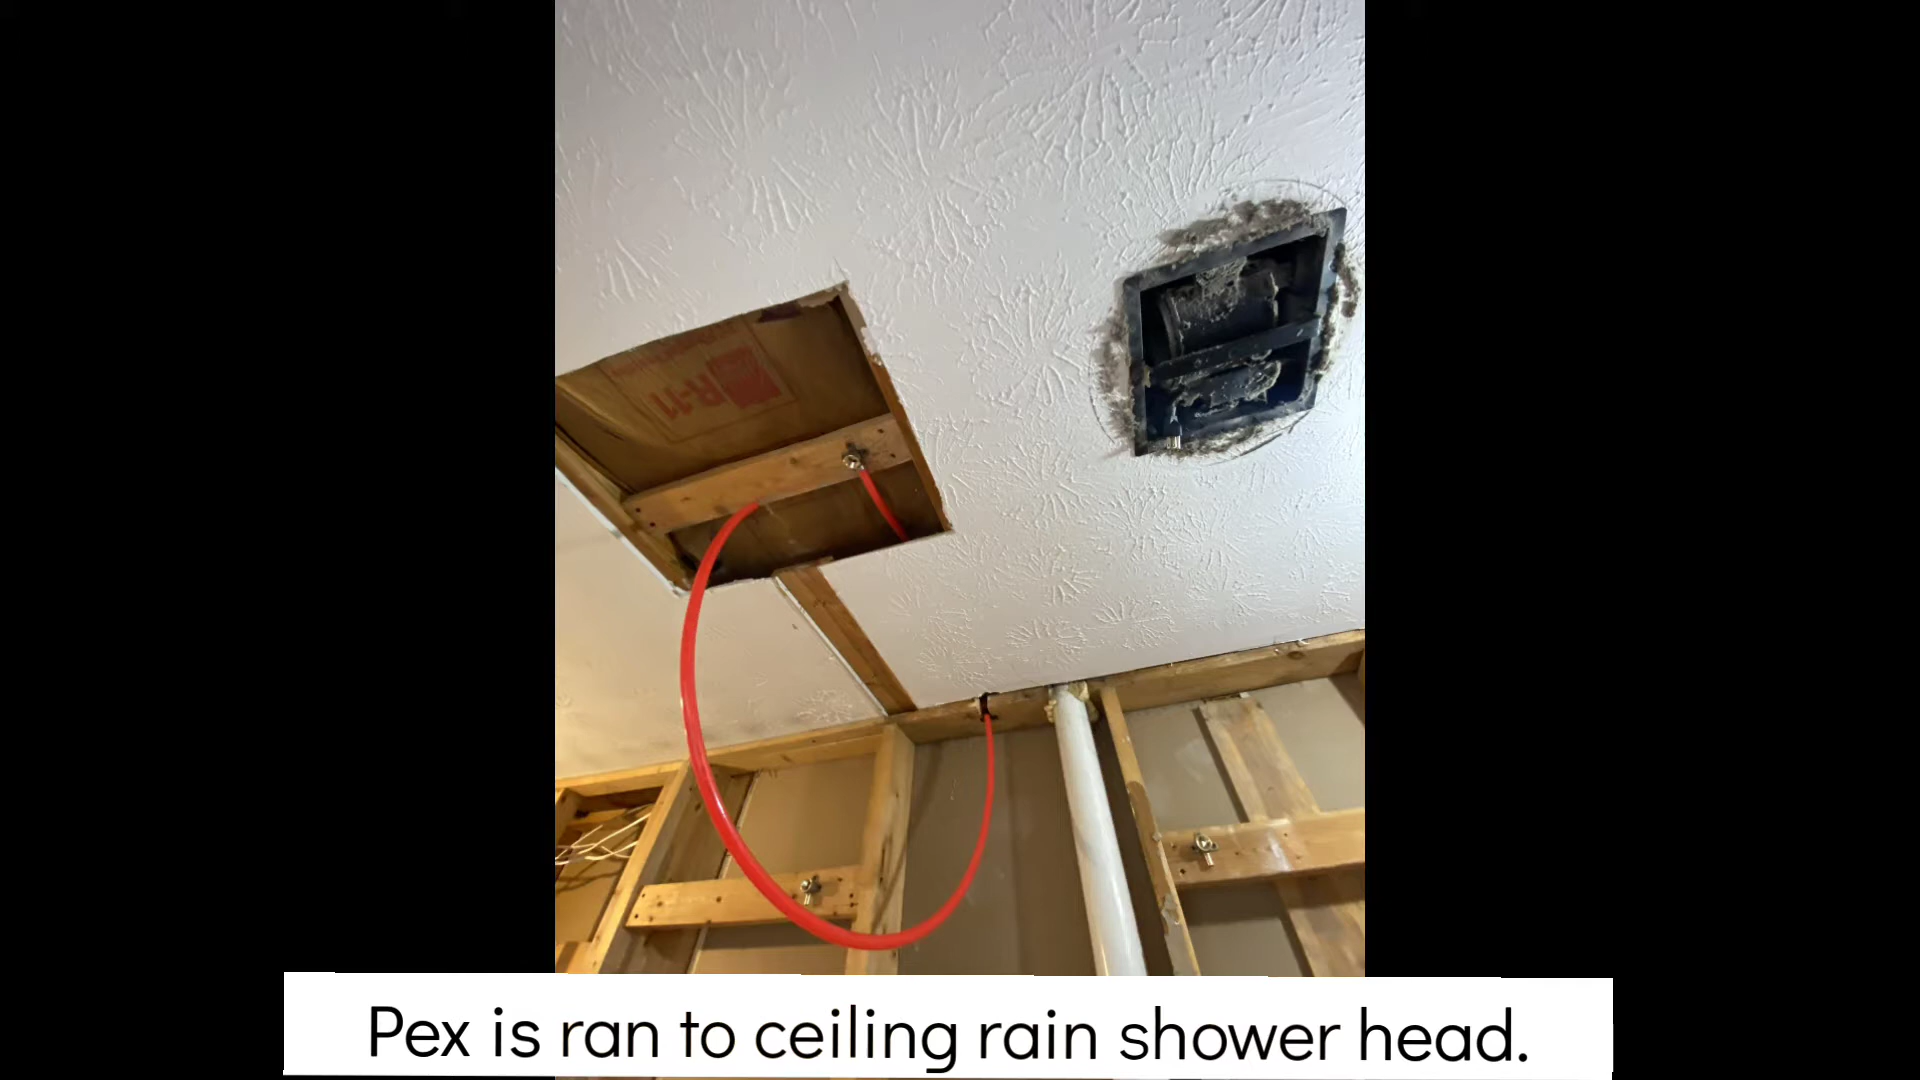 R-11
Pex is ran to ceiling rain shower head.